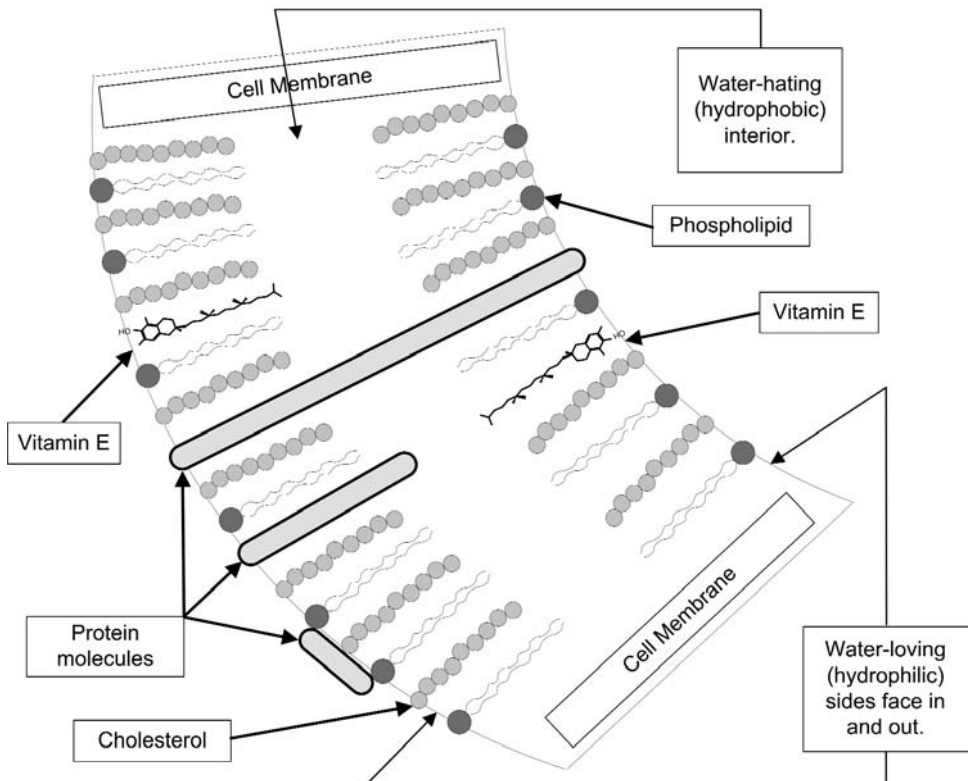 Cell Membrane
Water-hating
(hydrophobic)
interior.
Phospholipid
Vitamin E
HO
HO
Vitamin E
Protein
molecules
Cell Membrane
Water-loving
(hydrophilic)
sides face in
and out.
Cholesterol